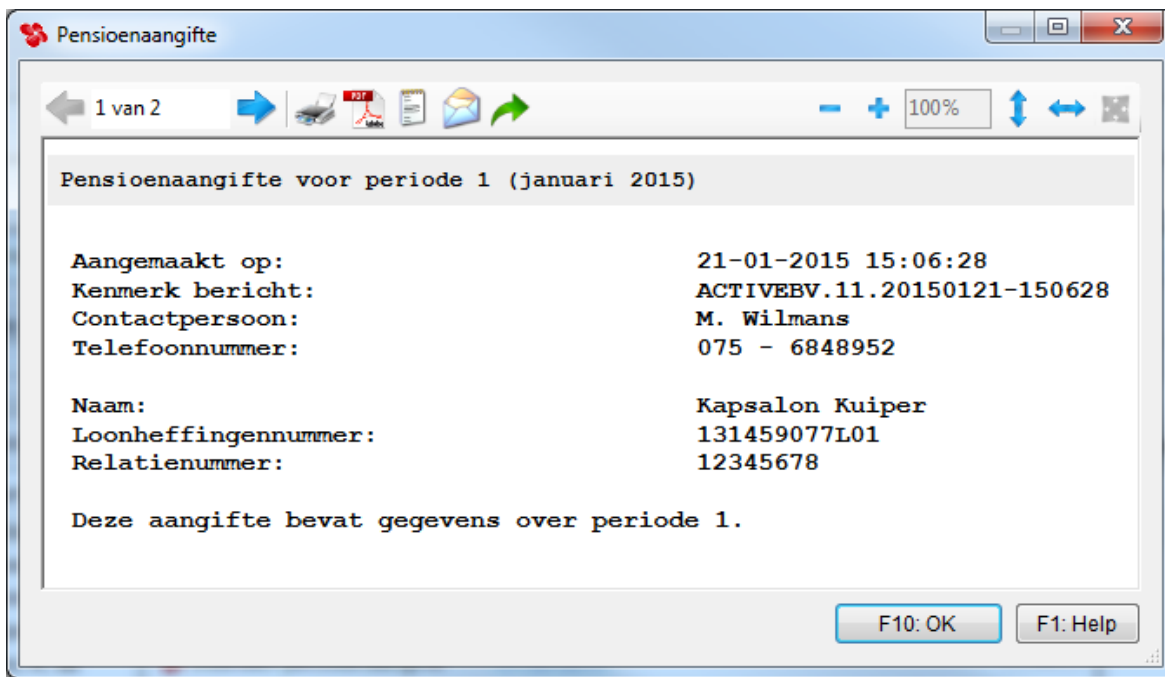 Pensioenaangifte
1 van 2 PDF Adobe 100%
Pensioenaangifte voor periode 1 (januari 2015)
Aangemaakt op: 21-01-2015 15:06:28
Kenmerk bericht: ACTIVEBV.11.20150121-150628
Contactpersoon: M. Wilmans
Telefoonnummer: 075 - 6848952
Naam: Kapsalon Kuiper
Loonheffingennummer: 131459077L01
Relatienummer: 12345678
Deze aangifte bevat gegevens over periode 1.
F10: OK F1: Help